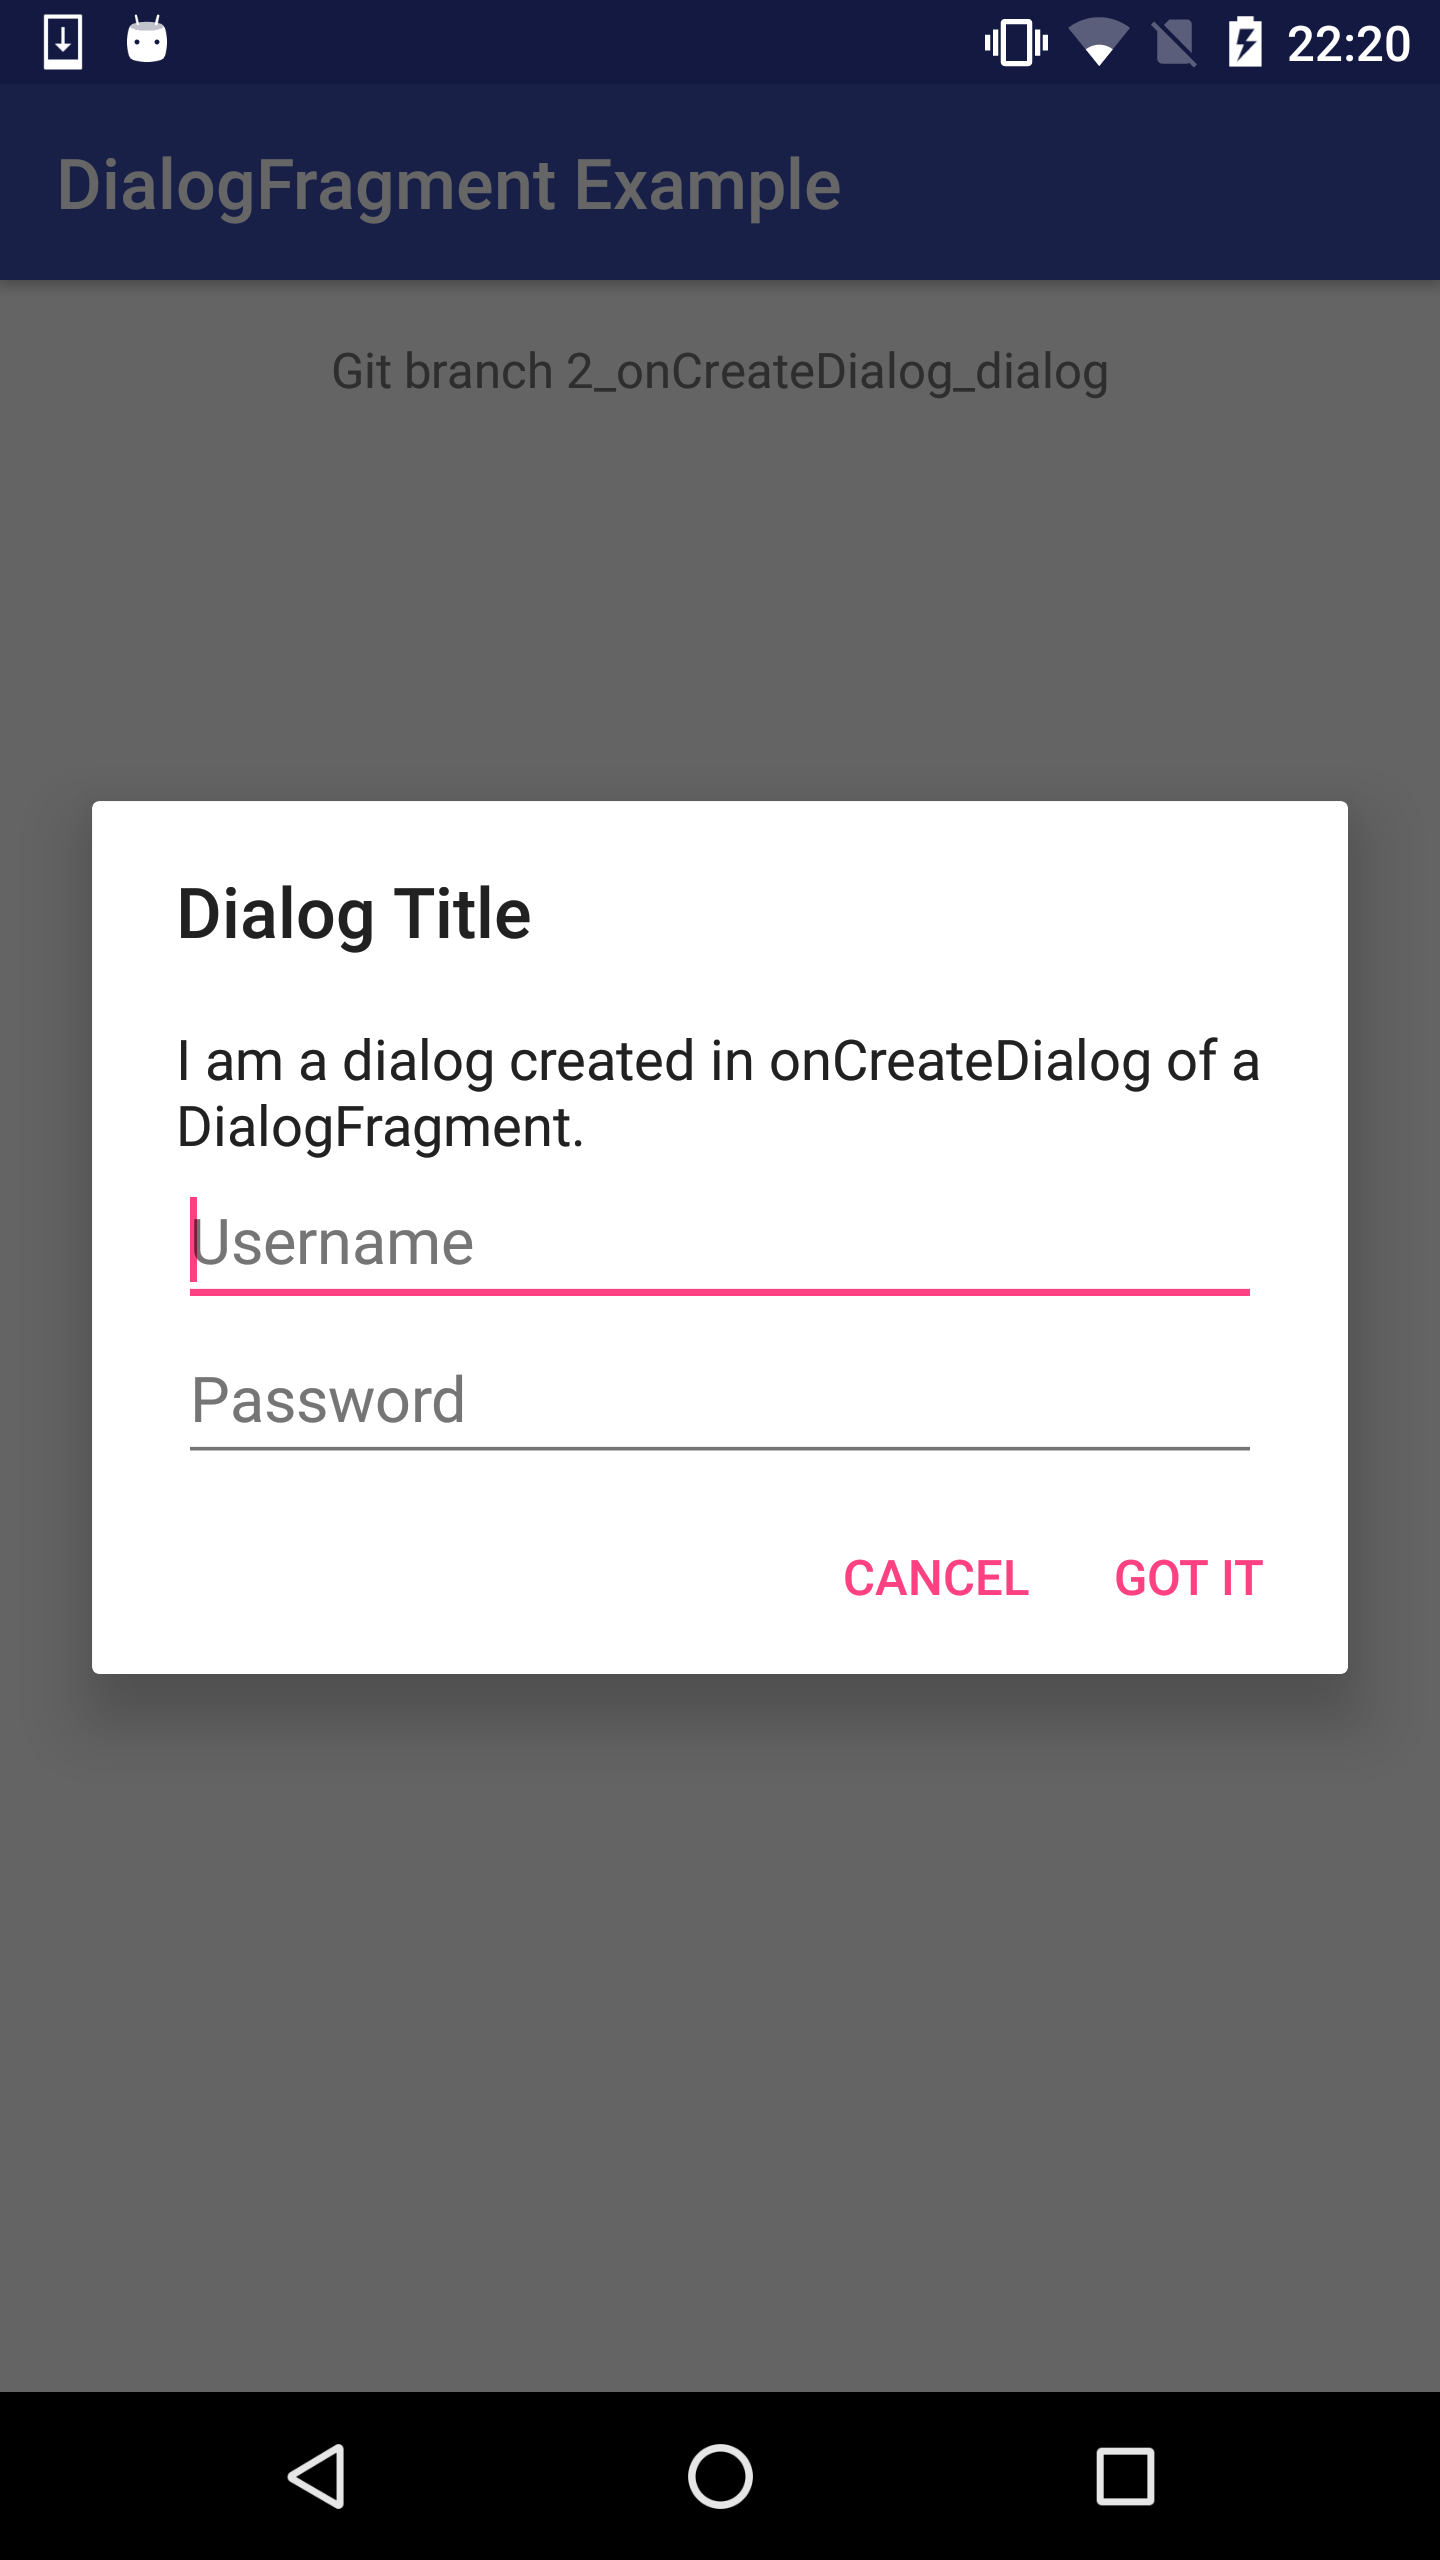 22:20
DialogFragment Example
Git branch 2_onCreateDialog_dialog
Dialog Title
I am a dialog created in onCreateDialog of a
DialogFragment.
Username
Password
CANCEL GOT IT